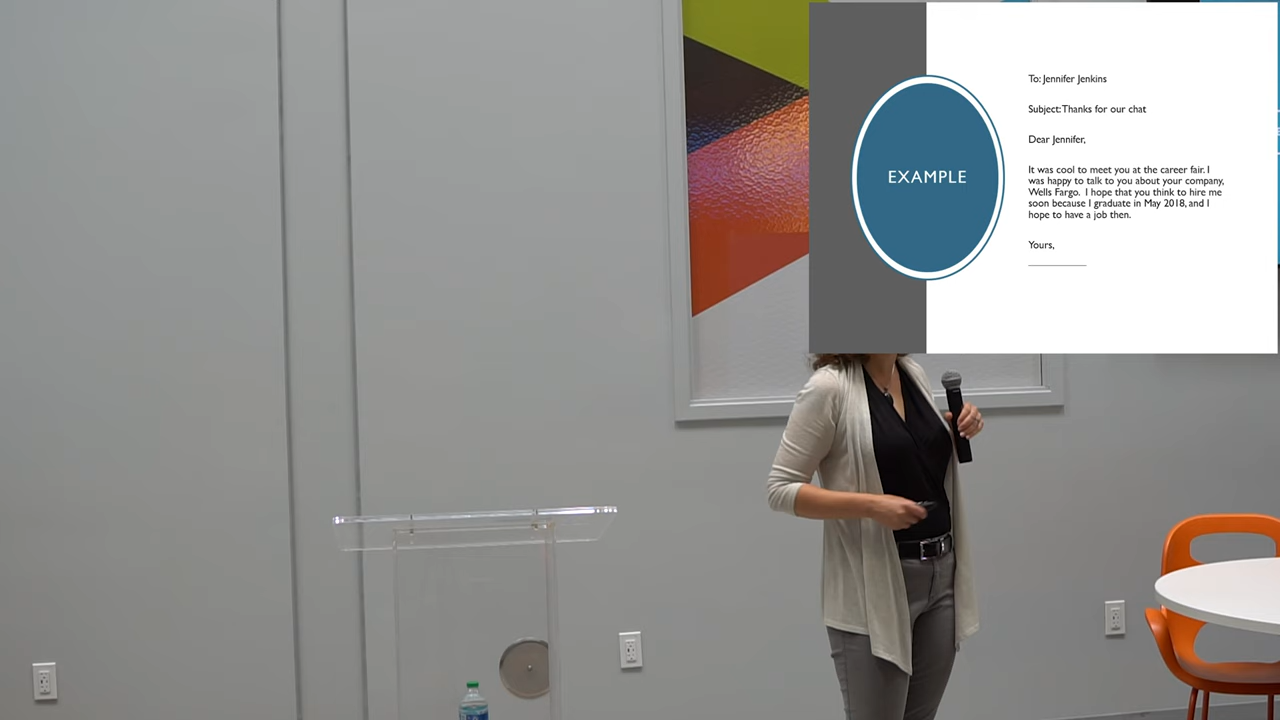 EXAMPLE
To: Jennifer Jenkins
Subject: Thanks for our chat
Dear Jennifer,
It was cool to meet you at the career fair. I
was happy to talk to you about your company,
Wells Fargo. I hope that you think to hire me
soon because I graduate in May 2018, and I
hope to have a job then.
Yours,